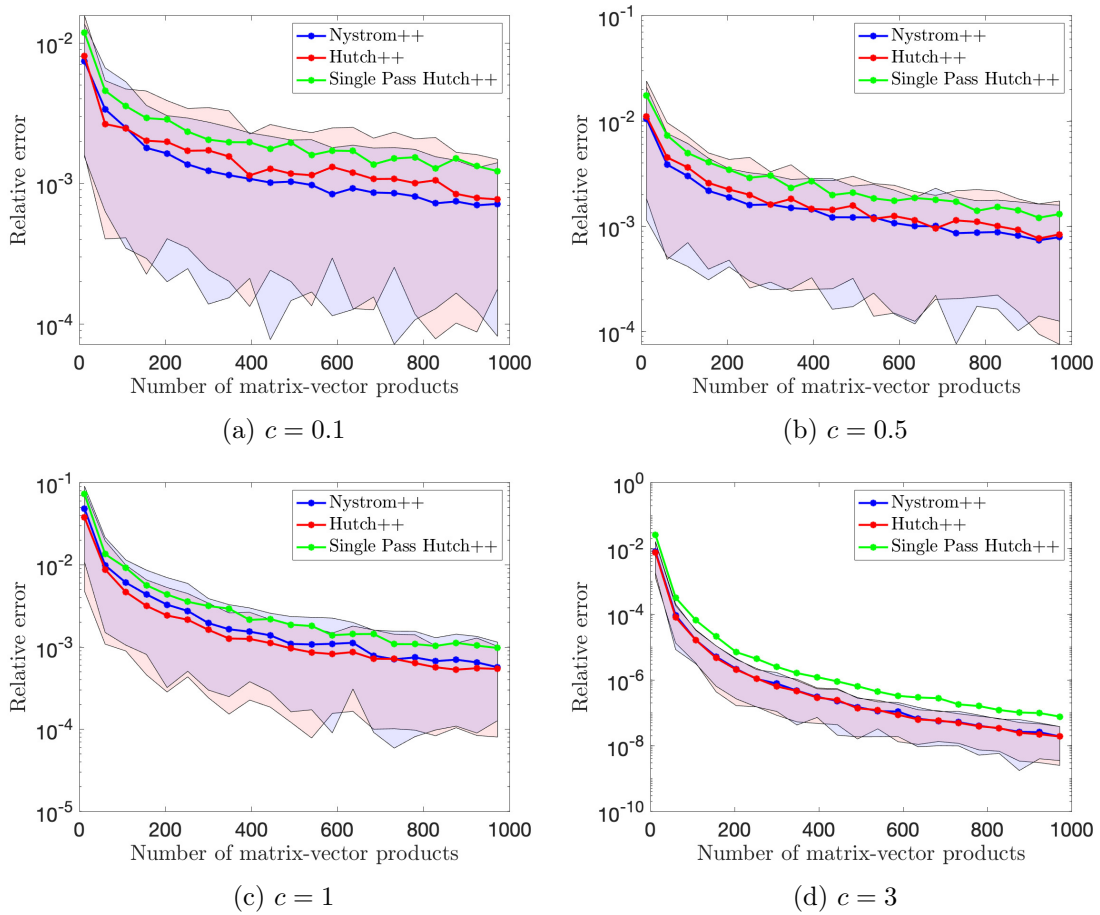 10^-2
10^-3
10^-4
Relative error
0 200 400 600 800 1000
Number of matrix-vector products
Nystrom++
Hutch++
Single Pass Hutch++
(a) c = 0.1
10^-1
10^-2
10^-3
10^-4
Relative error
0 200 400 600 800 1000
Number of matrix-vector products
Nystrom++
Hutch++
Single Pass Hutch++
(b) c = 0.5
10^-1
10^-2
10^-3
10^-4
10^-5
Relative error
0 200 400 600 800 1000
Number of matrix-vector products
Nystrom++
Hutch++
Single Pass Hutch++
(c) c = 1
10^0
10^-2
10^-4
10^-6
10^-8
10^-10
Relative error
0 200 400 600 800 1000
Number of matrix-vector products
Nystrom++
Hutch++
Single Pass Hutch++
(d) c = 3